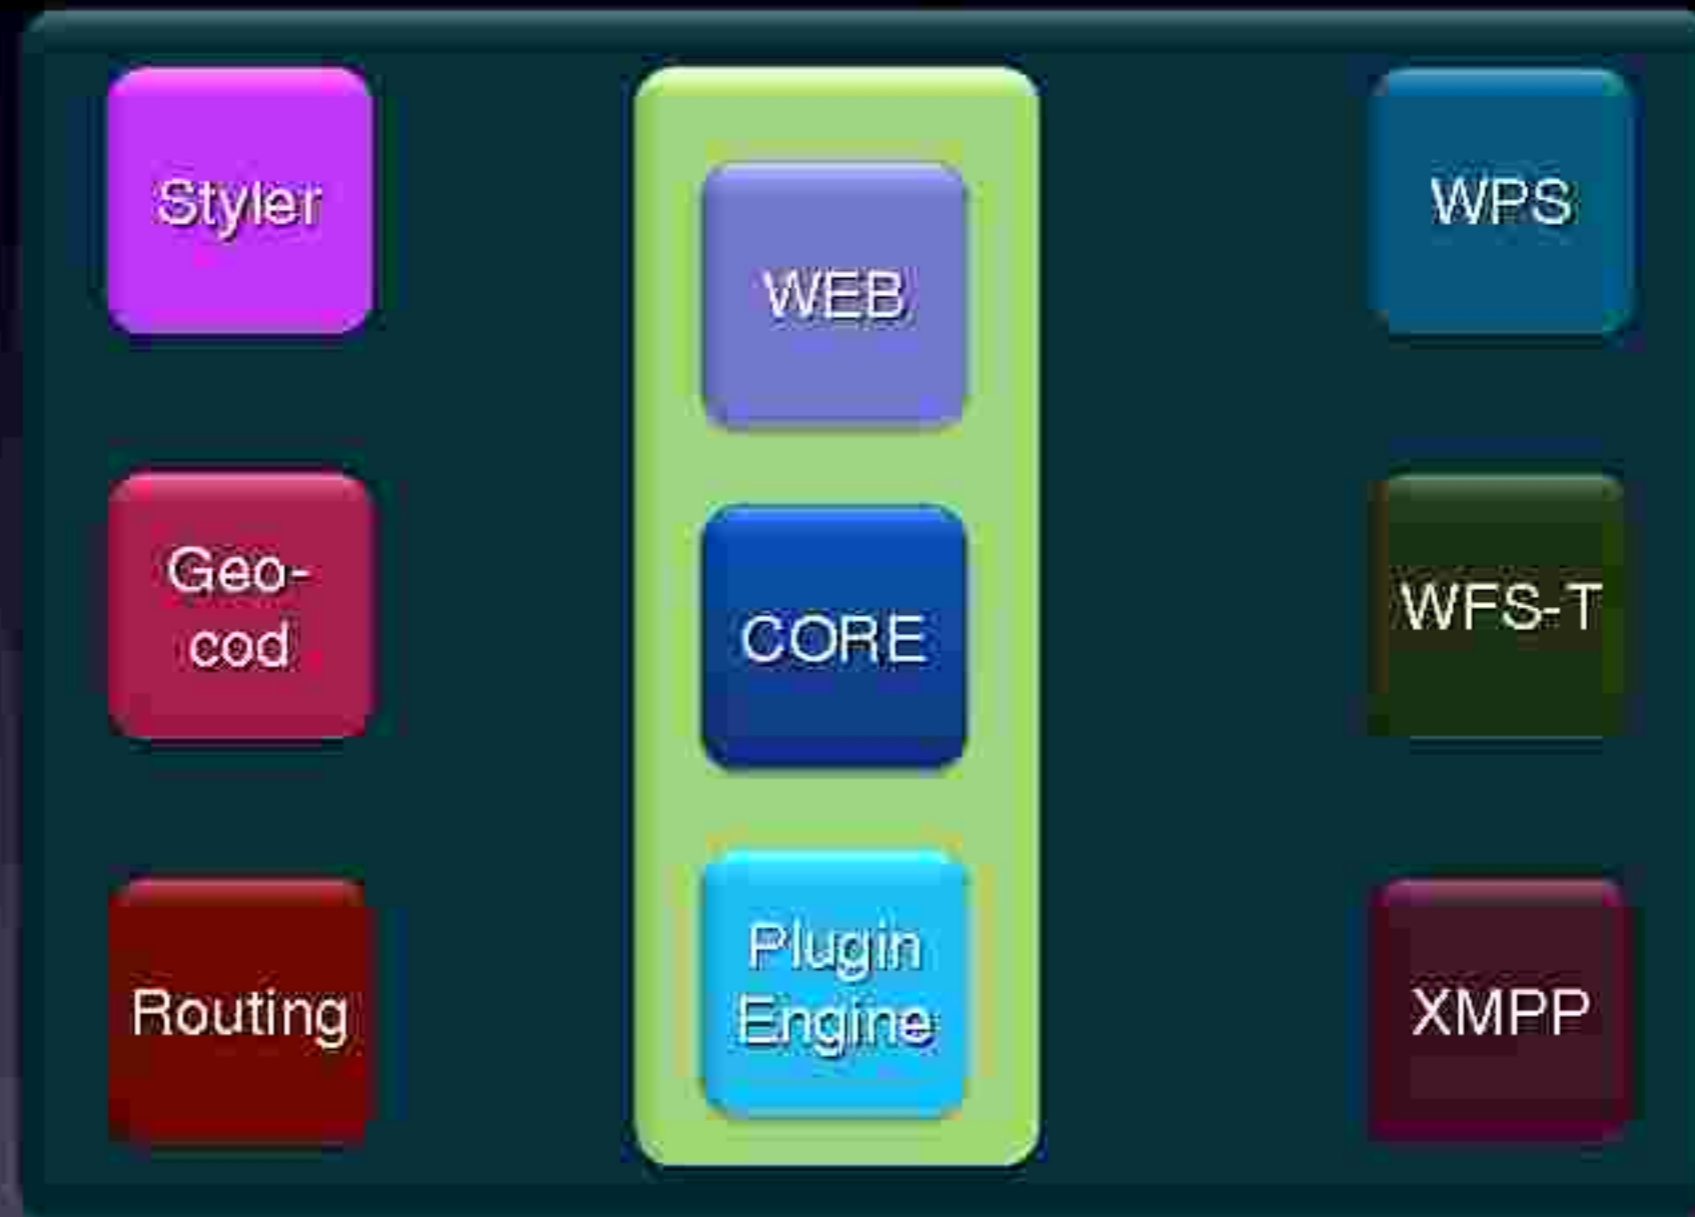 Styler
Geo-
cod
Routing
WEB
CORE
Plugin
Engine
WPS
WFS-T
XMPP